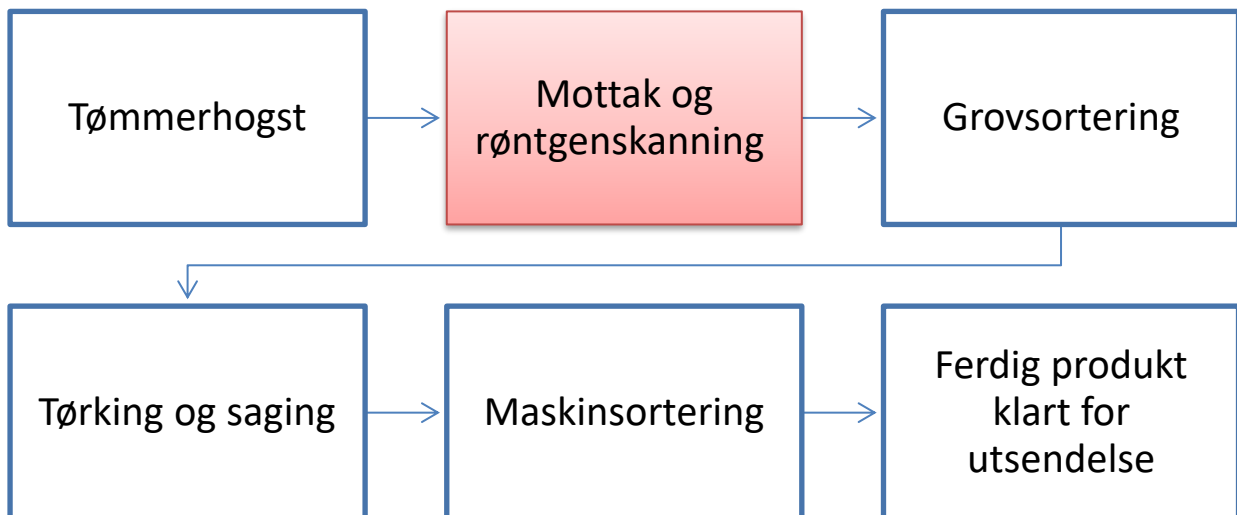 Tømmerhogst
Mottak og
røntgenskanning
Grovsortering
Tørking og saging
Maskinsortering
Ferdig produkt
klart for
utsendelse